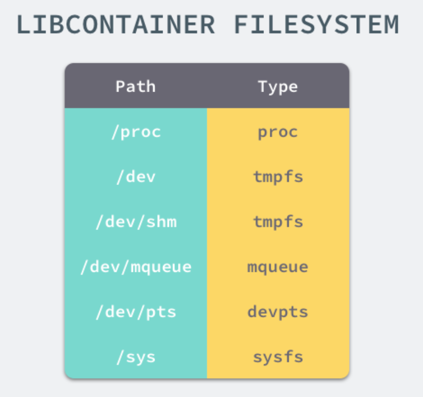 LIBCONTAINER FILESYSTEM
Path Type
/proc proc
/dev tmpfs
/dev/shm tmpfs
/dev/mqueue mqueue
/dev/pts devpts
/sys sysfs